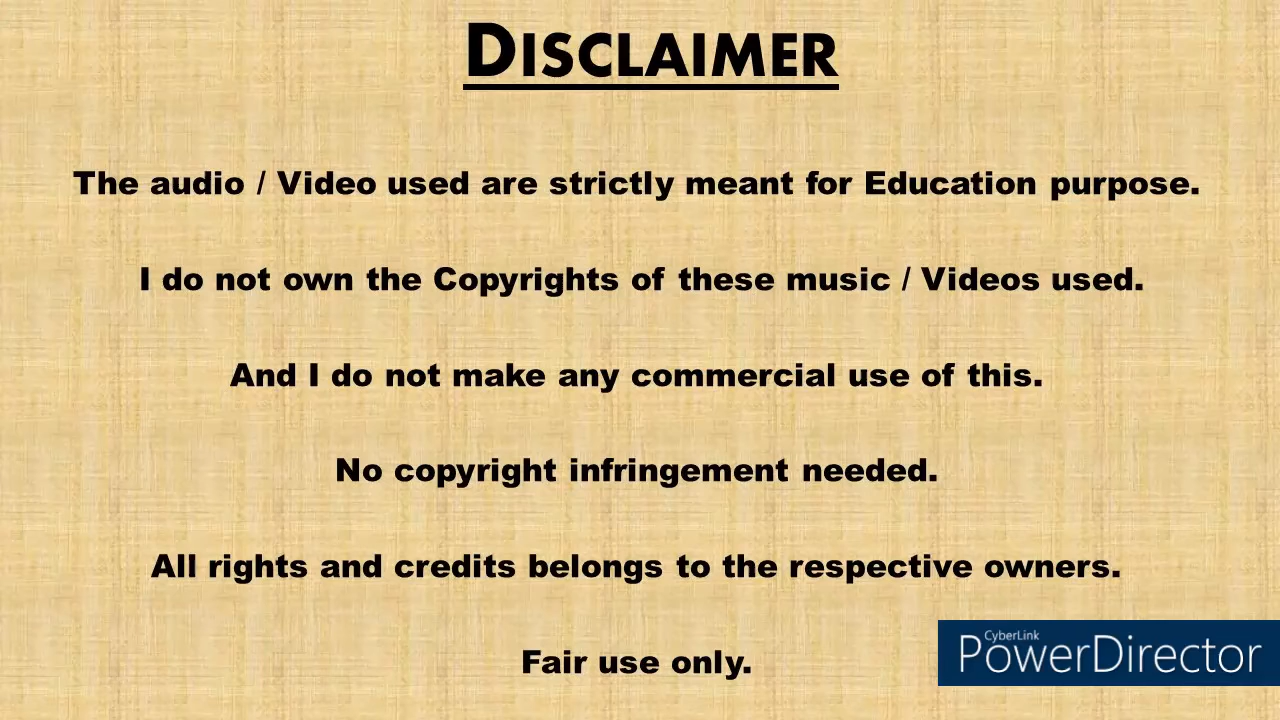 DISCLAIMER
The audio / Video used are strictly meant for Education purpose.
I do not own the Copyrights of these music / Videos used.
And I do not make any commercial use of this.
No copyright infringement needed.
All rights and credits belongs to the respective owners.
Fair use only.
CyberLink
PowerDirector